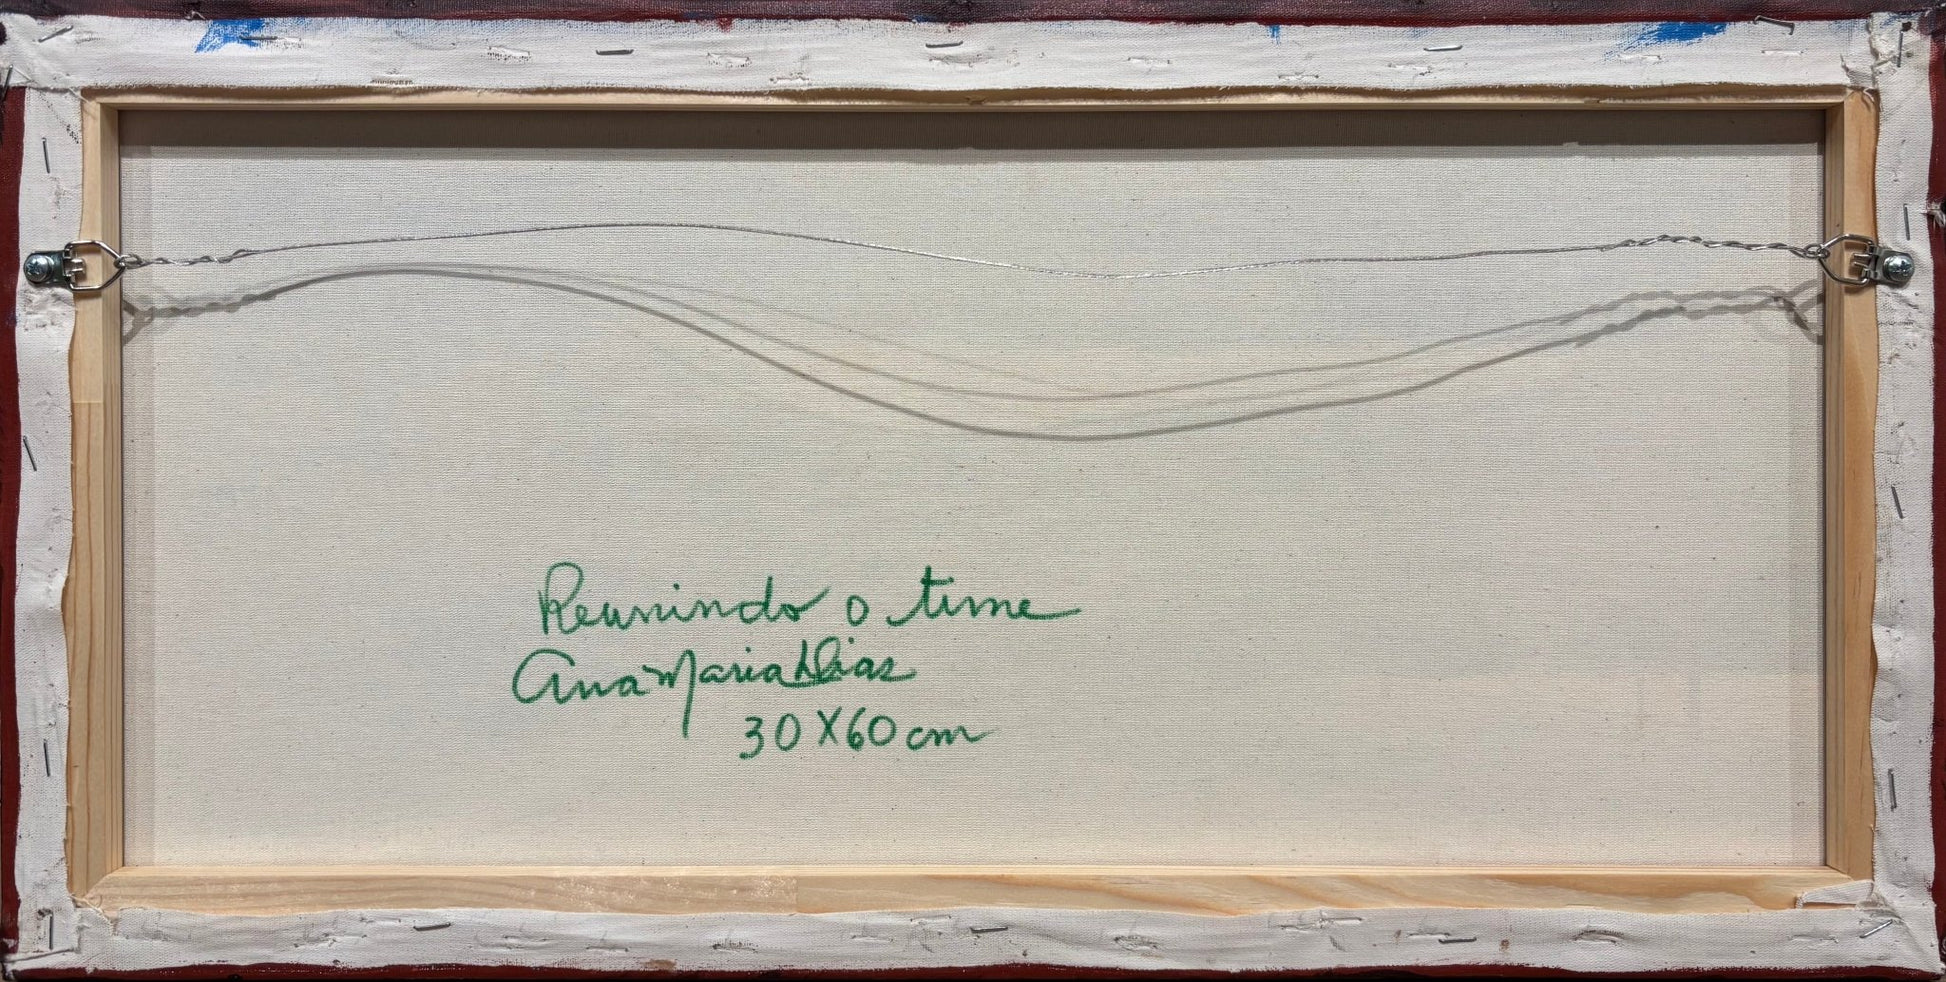 Reunindo o time
Ana Maria L Dias
30 X 60 cm